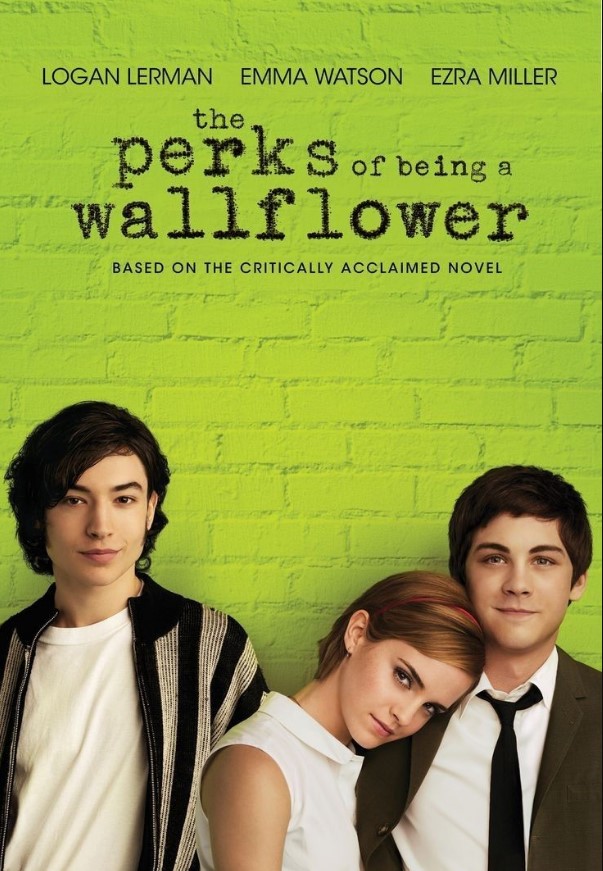 LOGAN LERMAN EMMA WATSON EZRA MILLER
the
perks of being a
wallflower
BASED ON THE CRITICALLY ACCLAIMED NOVEL